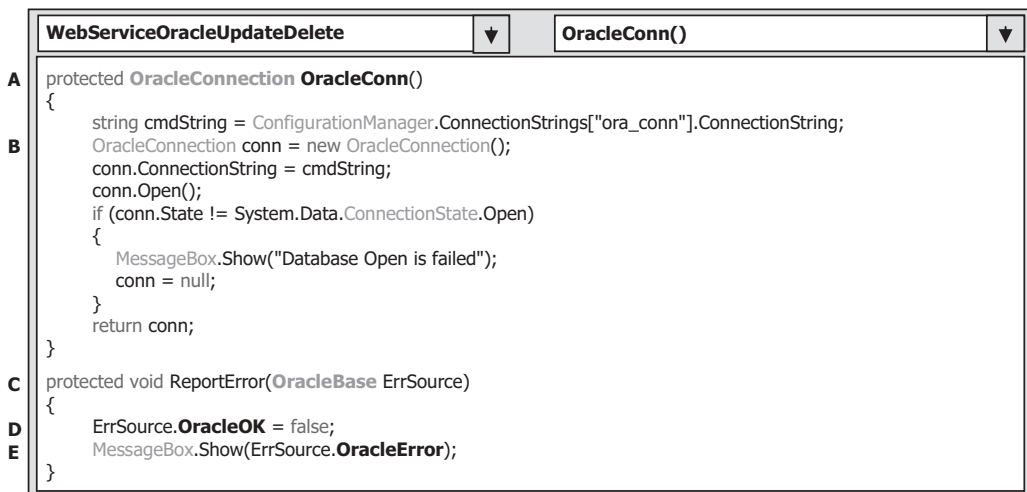 WebServiceOracleUpdateDelete OracleConn()
A protected OracleConnection OracleConn()
{
string cmdString = ConfigurationManager.ConnectionStrings["ora_conn"].ConnectionString;
B OracleConnection conn = new OracleConnection();
conn.ConnectionString = cmdString;
conn.Open();
if (conn.State != System.Data.ConnectionState.Open)
{
MessageBox.Show("Database Open is failed");
conn = null;
}
return conn;
}
C protected void ReportError(OracleBase ErrSource)
{
D ErrSource.OracleOK = false;
E MessageBox.Show(ErrSource.OracleError);
}